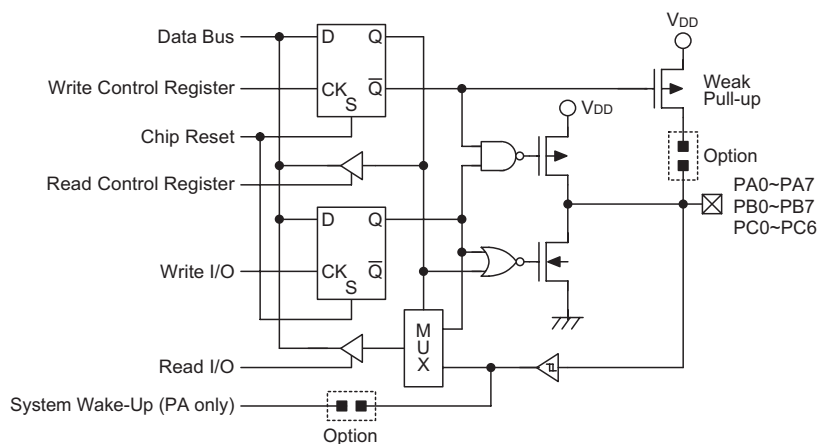 VDD
Data Bus
D
Q
Write Control Register
CK
Q
S
Weak
Pull-up
VDD
Chip Reset
Option
Read Control Register
PA0~PA7
PB0~PB7
PC0~PC6
D
Q
Write I/O
CK
Q
S
M
U
X
Read I/O
System Wake-Up (PA only)
Option